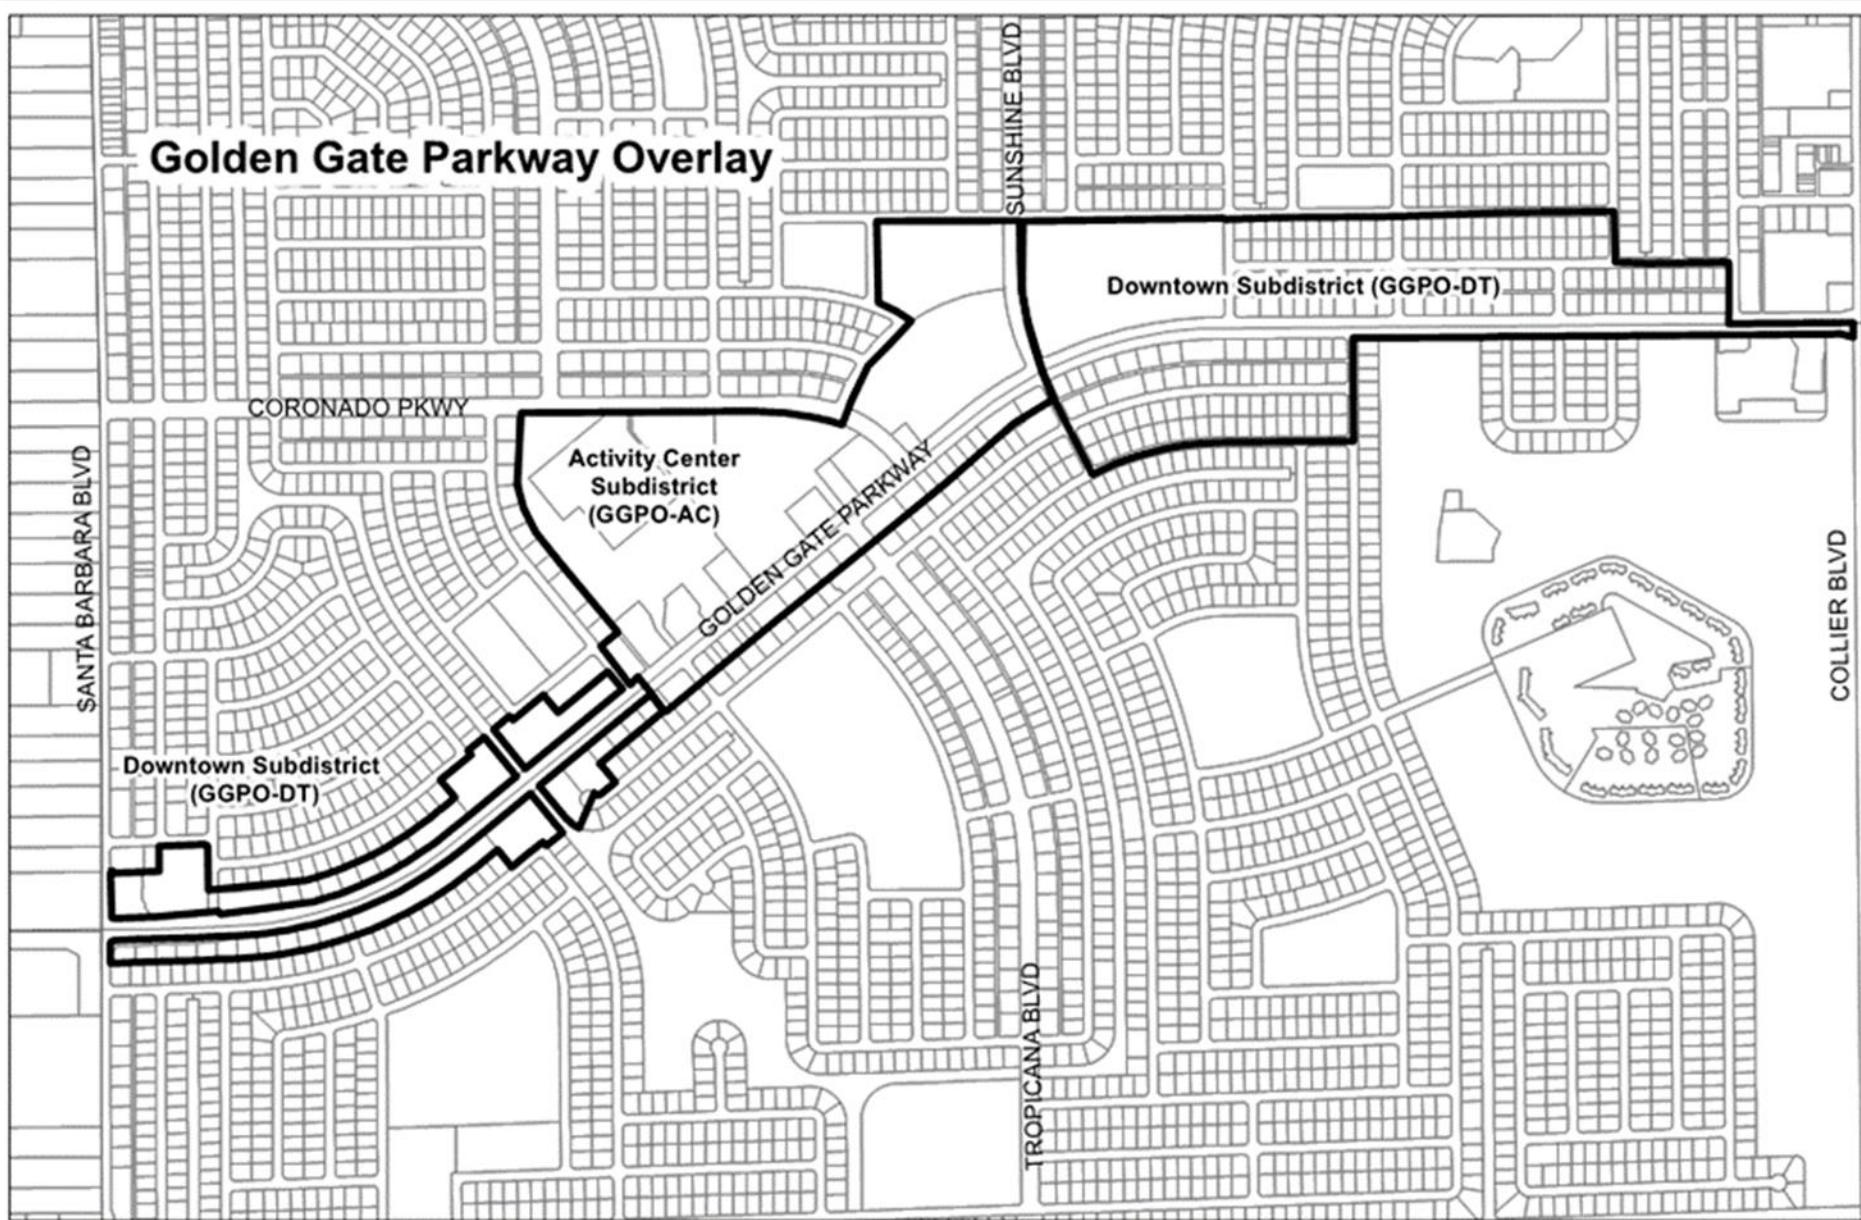 SUNSHINE BLVD
Golden Gate Parkway Overlay
Downtown Subdistrict (GGPO-DT)
CORONADO PKWY
Activity Center
Subdistrict
(GGPO-AC)
GOLDEN GATE PARKWAY
SANTA BARBARA BLVD
COLLIER BLVD
Downtown Subdistrict
(GGPO-DT)
TROPICANA BLVD